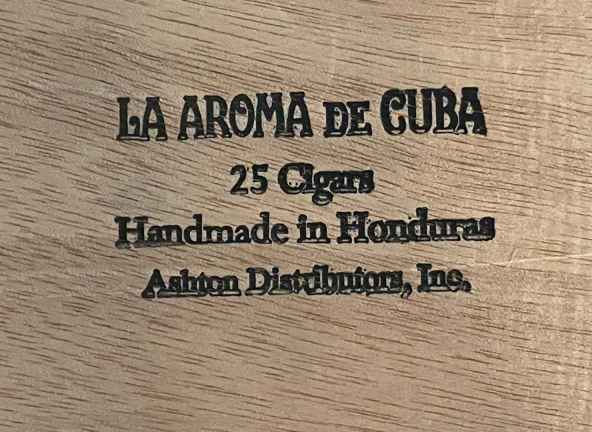 LA AROMA DE CUBA
25 Cigars
Handmade in Honduras
Ashton Distributors, Inc.